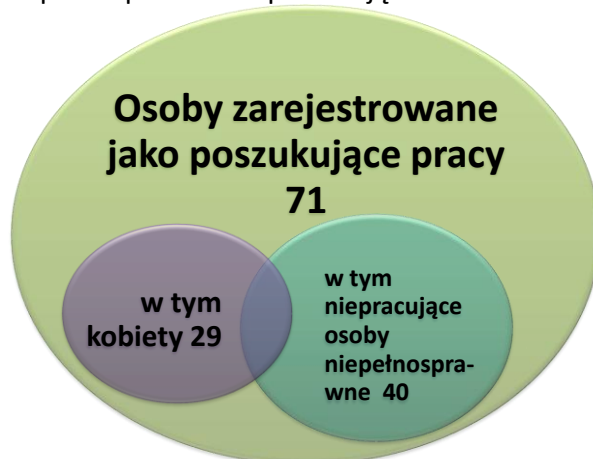 Osoby zarejestrowane
jako poszukujące pracy
71
w tym
kobiety 29
w tym
niepracujące
osoby
niepełnospra-
wne 40